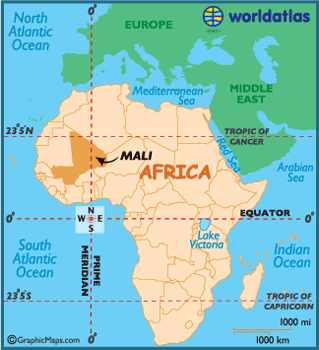 0°
North
Atlantic
Ocean
EUROPE
worldatlas
Mediterranean
Sea
MIDDLE
EAST
23°5'N
TROPIC OF
CANCER
MALI
AFRICA
Red Sea
Arabian
Sea
0°
N
W E
S
EQUATOR
0°
Lake
Victoria
South
Atlantic
Ocean
PRIME
MERIDIAN
Indian
Ocean
23°5'S
TROPIC OF
CAPRICORN
1000 mi
1000 km
©GraphicMaps.com
0°